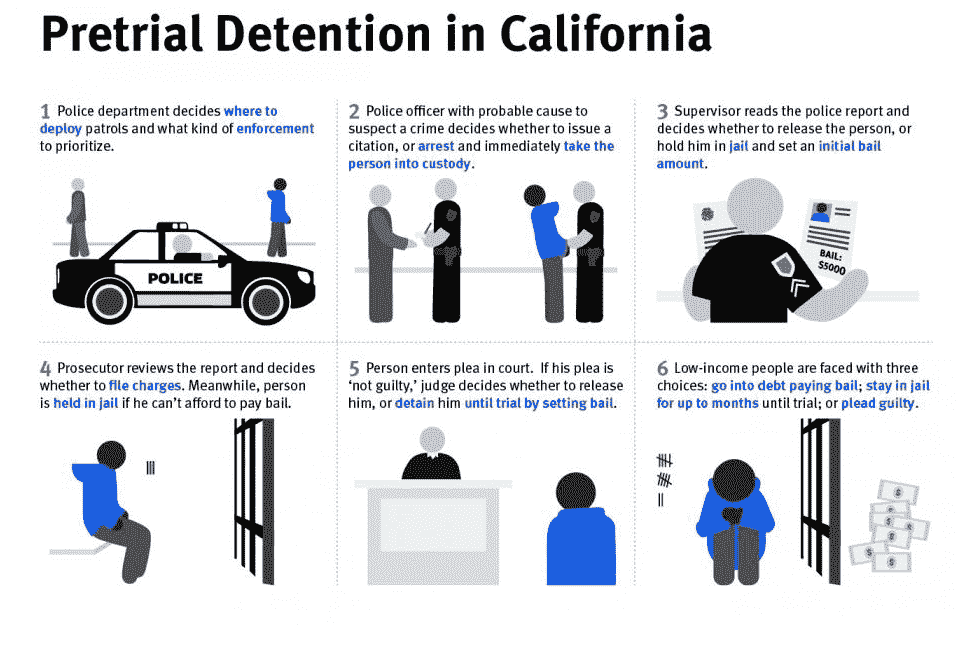 Pretrial Detention in California
1 Police department decides where to
deploy patrols and what kind of enforcement
to prioritize.
2 Police officer with probable cause to
suspect a crime decides whether to issue a
citation, or arrest and immediately take the
person into custody.
3 Supervisor reads the police report and
decides whether to release the person, or
hold him in jail and set an initial bail
amount.
POLICE
BAIL:
$5000
4 Prosecutor reviews the report and decides
whether to file charges. Meanwhile, person
is held in jail if he can't afford to pay bail.
5 Person enters plea in court. If his plea is
'not guilty,' judge decides whether to release
him, or detain him until trial by setting bail.
6 Low-income people are faced with three
choices: go into debt paying bail; stay in jail
for up to months until trial; or plead guilty.